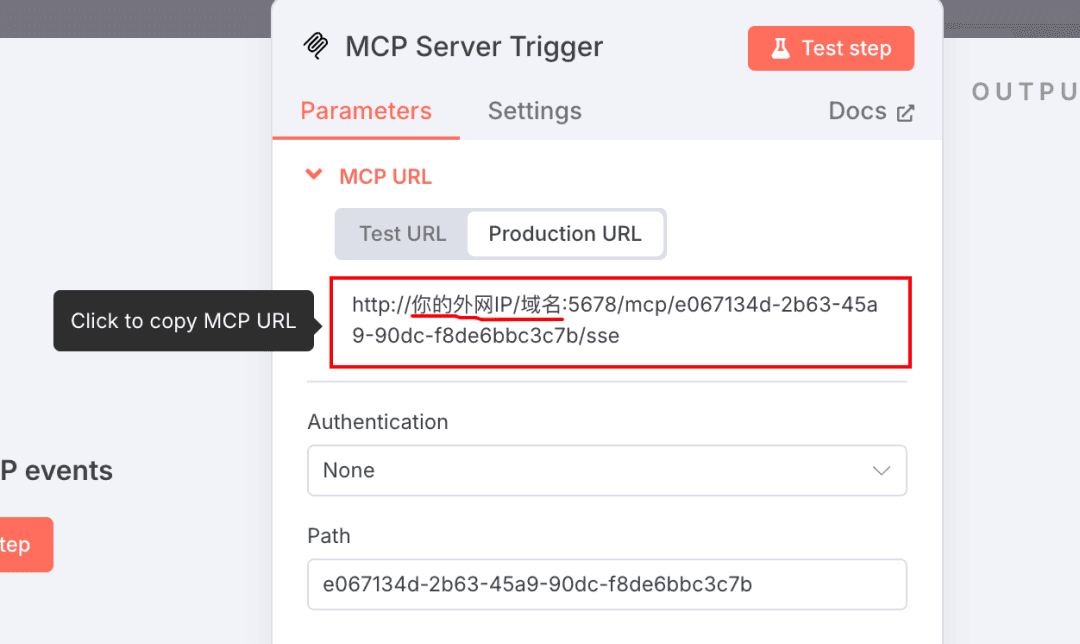 MCP Server Trigger
Test step
OUTPU
Parameters
Settings
Docs
MCP URL
Test URL
Production URL
Click to copy MCP URL
http://你的外网IP/域名:5678/mcp/e067134d-2b63-45a
9-90dc-f8de6bbc3c7b/sse
Authentication
None
P events
Path
tep
e067134d-2b63-45a9-90dc-f8de6bbc3c7b